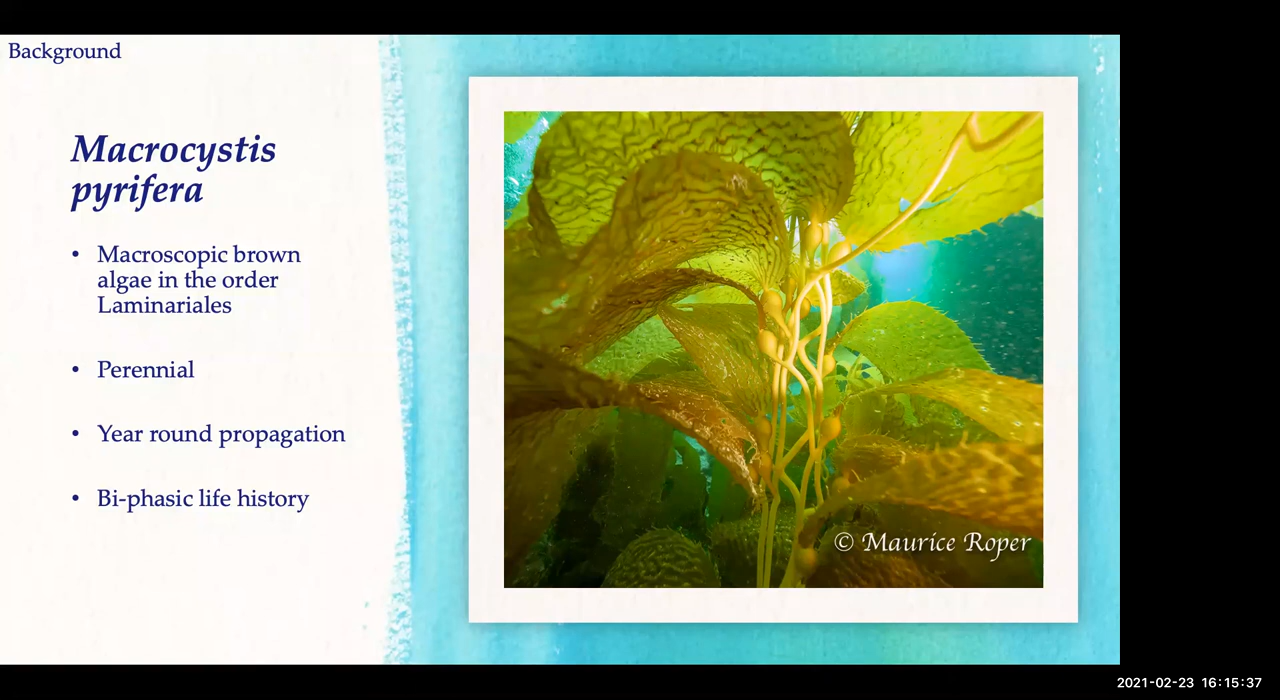 Background
Macrocystis
pyrifera
• Macroscopic brown
algae in the order
Laminariales
• Perennial
• Year round propagation
• Bi-phasic life history
© Maurice Roper
2021-02-23 16:15:37